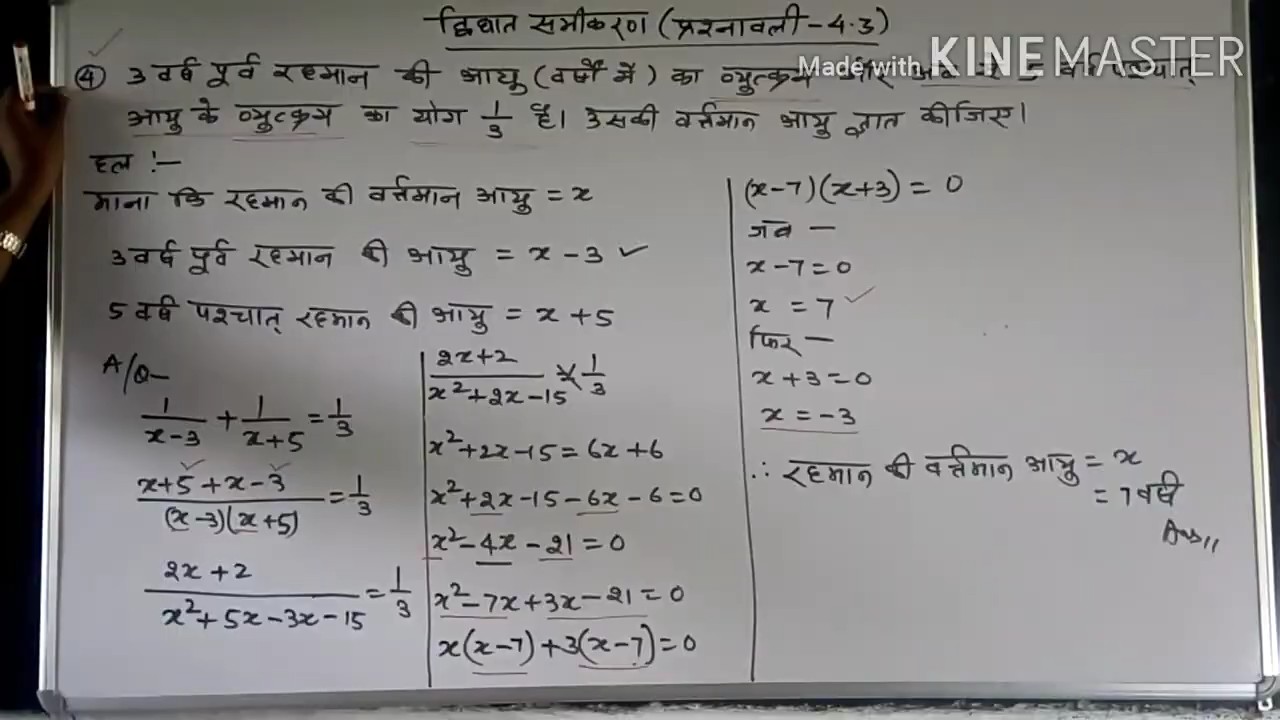 द्विघात समीकरण (प्रश्नावली - 4.3)
Made with KINEMASTER
④ 3 वर्ष पूर्व रहमान की आयु (वर्षों में) का व्युत्क्रम और पश्चात्
आयु के व्युत्क्रम का योग 1/3 है। उसकी वर्त्तमान आयु ज्ञात कीजिए।
हल :-
माना कि रहमान की वर्त्तमान आयु = x
3 वर्ष पूर्व रहमान की आयु = x - 3 ✓
5 वर्ष पश्चात् रहमान की आयु = x + 5
A/Q-
1/(x-3) + 1/(x+5) = 1/3
(x+5+x-3)/((x-3)(x+5)) = 1/3
(2x+2)/(x²+5x-3x-15) = 1/3
(2x+2)/(x²+2x-15) = 1/3
x²+2x-15 = 6x+6
x²+2x-15-6x-6=0
x²-4x-21=0
x²-7x+3x-21=0
x(x-7)+3(x-7)=0
(x-7)(x+3)=0
जब -
x-7=0
x = 7 ✓
फिर -
x+3=0
x = -3
∴ रहमान की वर्त्तमान आयु = x
= 7 वर्ष
Ans,,